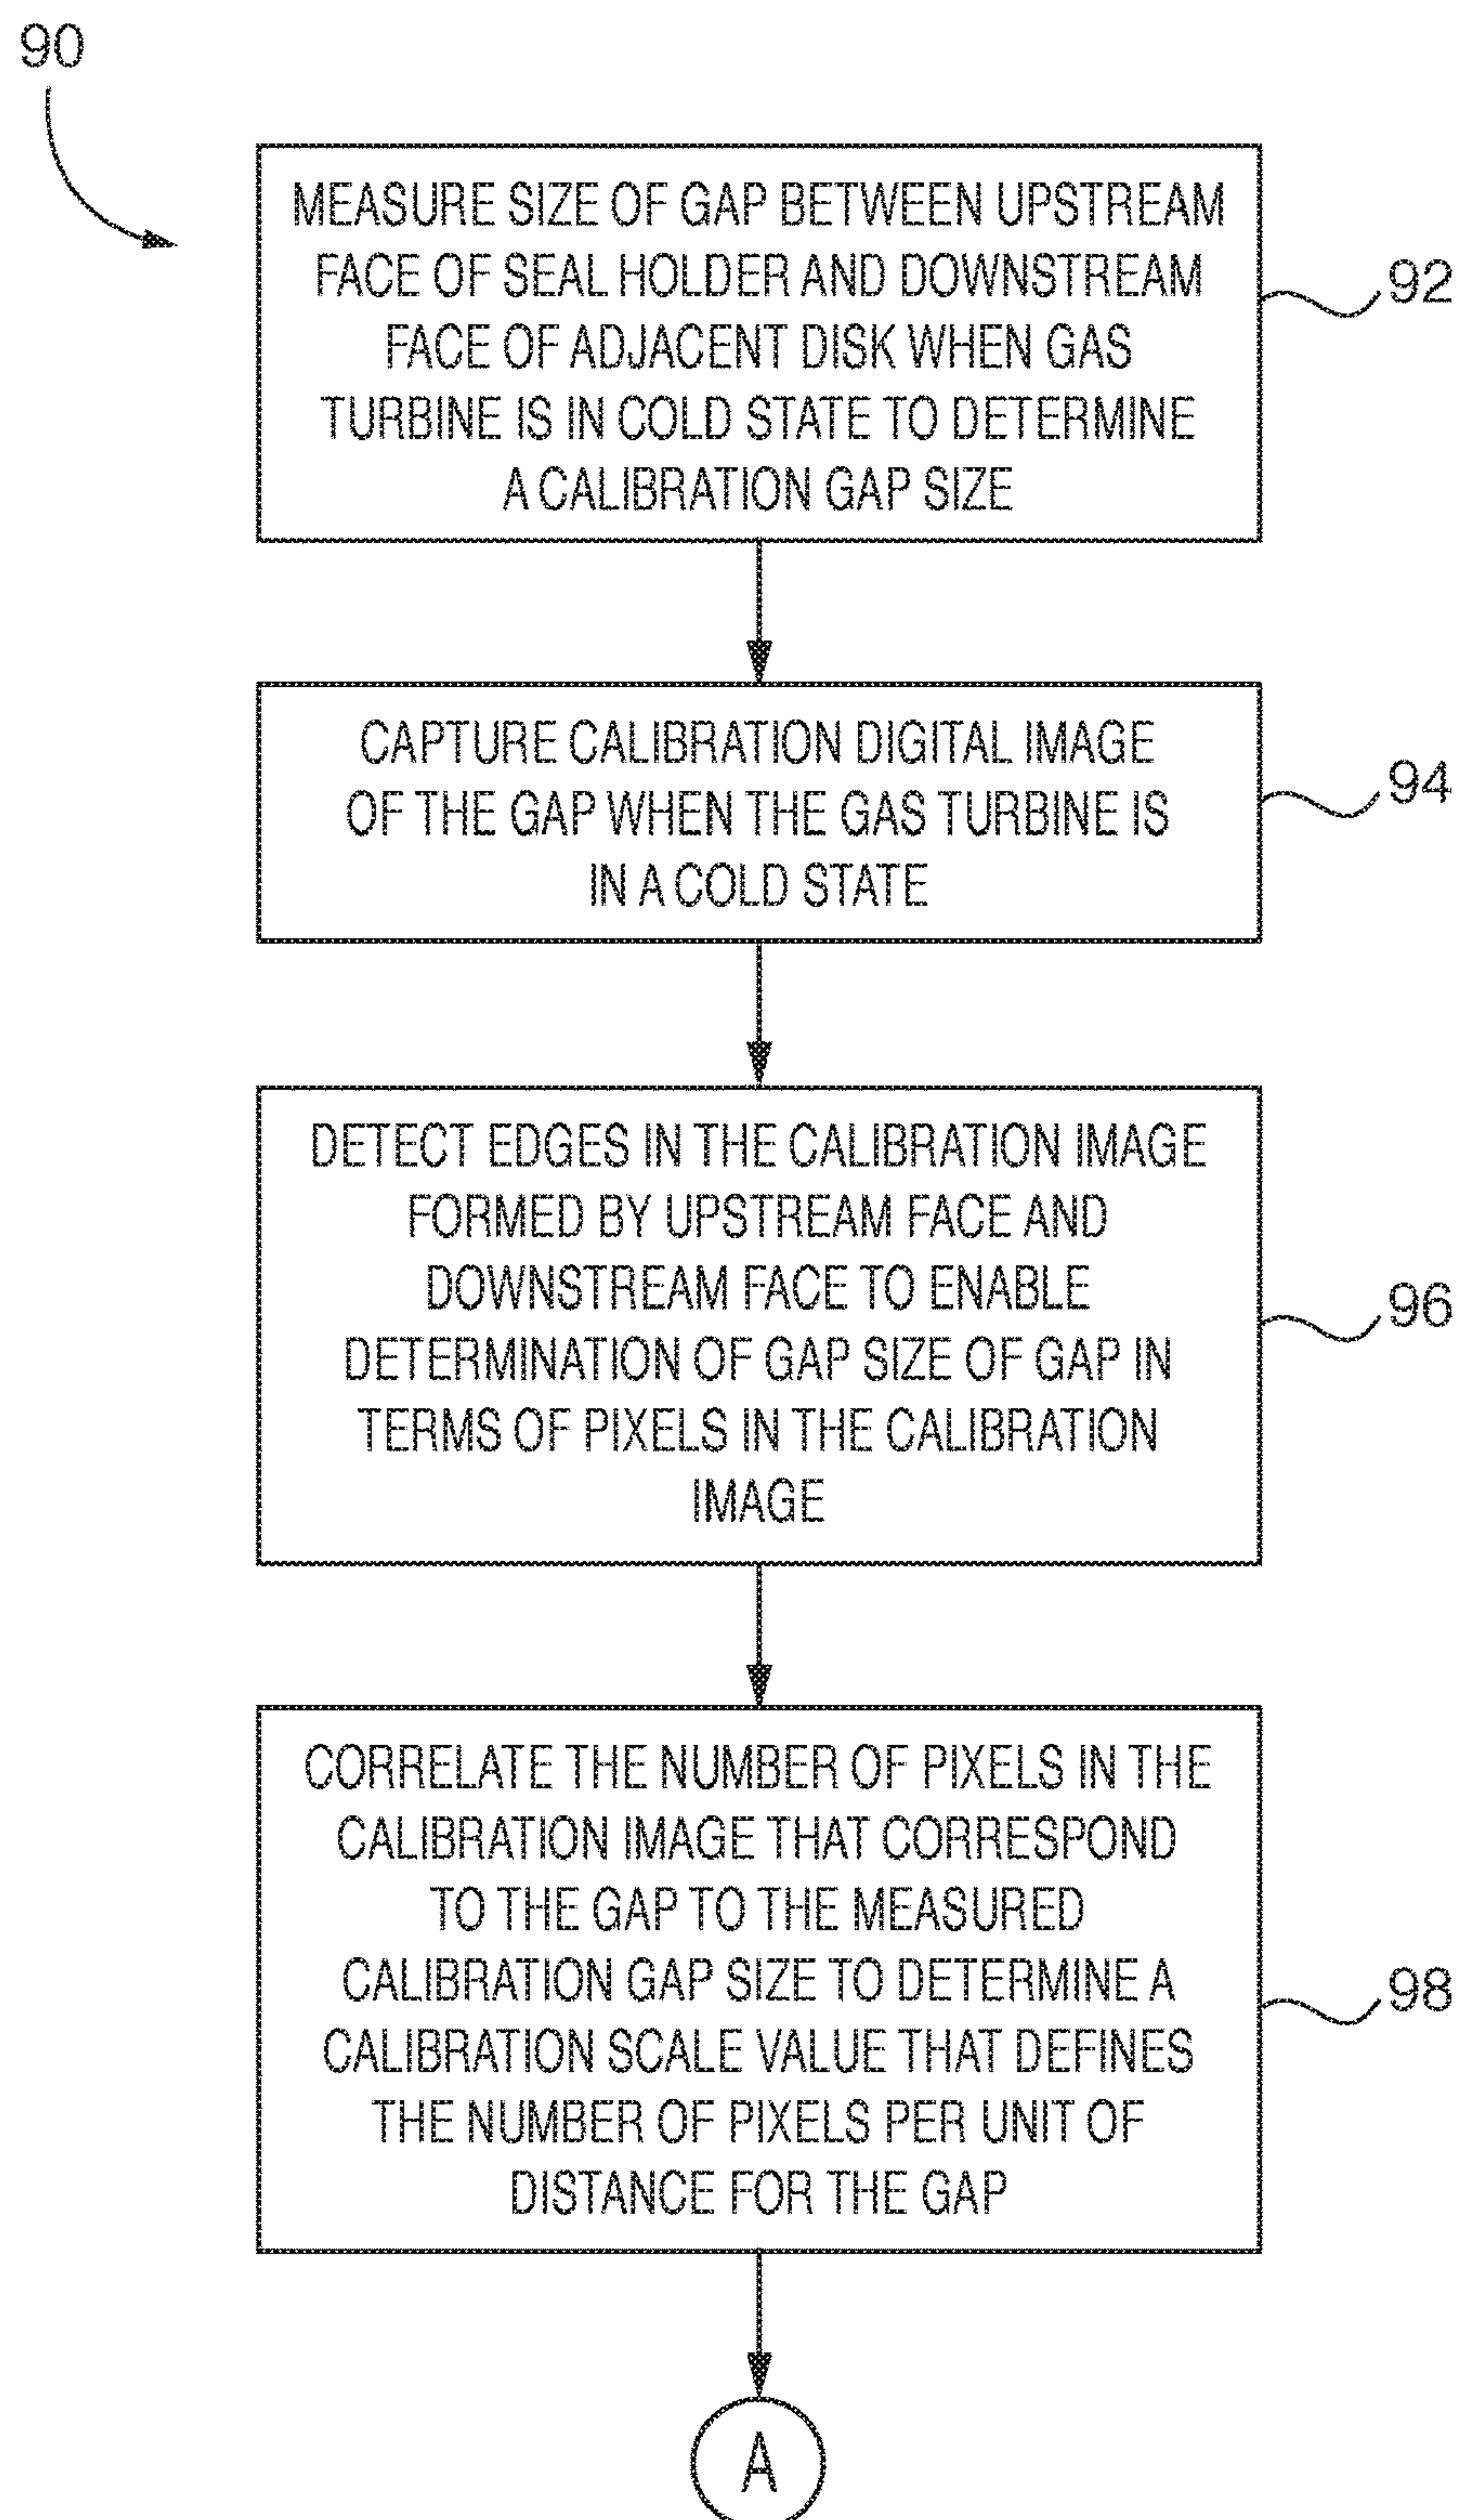 90
MEASURE SIZE OF GAP BETWEEN UPSTREAM
FACE OF SEAL HOLDER AND DOWNSTREAM
FACE OF ADJACENT DISK WHEN GAS
TURBINE IS IN COLD STATE TO DETERMINE
A CALIBRATION GAP SIZE
92
CAPTURE CALIBRATION DIGITAL IMAGE
OF THE GAP WHEN THE GAS TURBINE IS
IN A COLD STATE
94
DETECT EDGES IN THE CALIBRATION IMAGE
FORMED BY UPSTREAM FACE AND
DOWNSTREAM FACE TO ENABLE
DETERMINATION OF GAP SIZE OF GAP IN
TERMS OF PIXELS IN THE CALIBRATION
IMAGE
96
CORRELATE THE NUMBER OF PIXELS IN THE
CALIBRATION IMAGE THAT CORRESPOND
TO THE GAP TO THE MEASURED
CALIBRATION GAP SIZE TO DETERMINE A
CALIBRATION SCALE VALUE THAT DEFINES
THE NUMBER OF PIXELS PER UNIT OF
DISTANCE FOR THE GAP
98
A